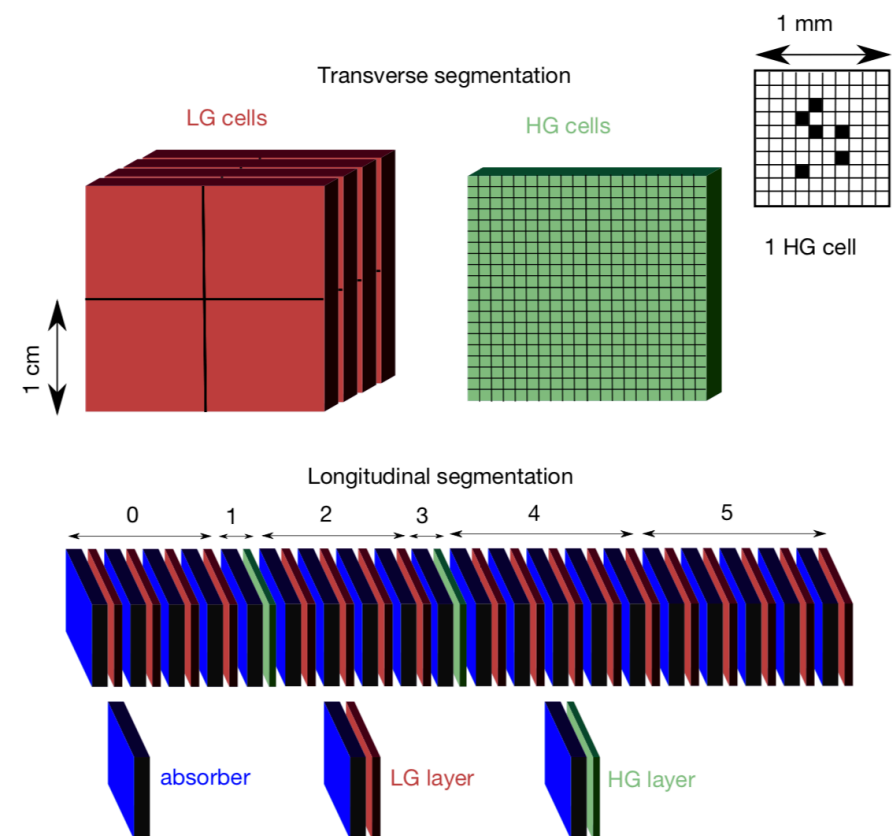 1 mm
Transverse segmentation
LG cells
HG cells
1 HG cell
1 cm
Longitudinal segmentation
0 1 2 3 4 5
absorber
LG layer
HG layer